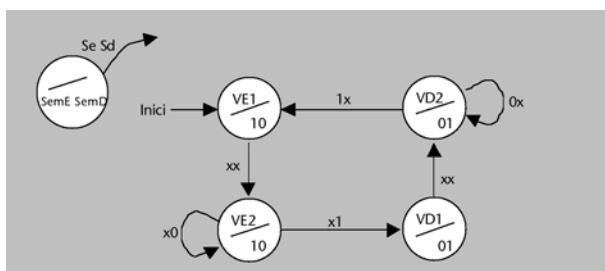 Se Sd
SemE SemD
Inici
VE1
10
1x
VD2
01
0x
xx
xx
x0
VE2
10
x1
VD1
01